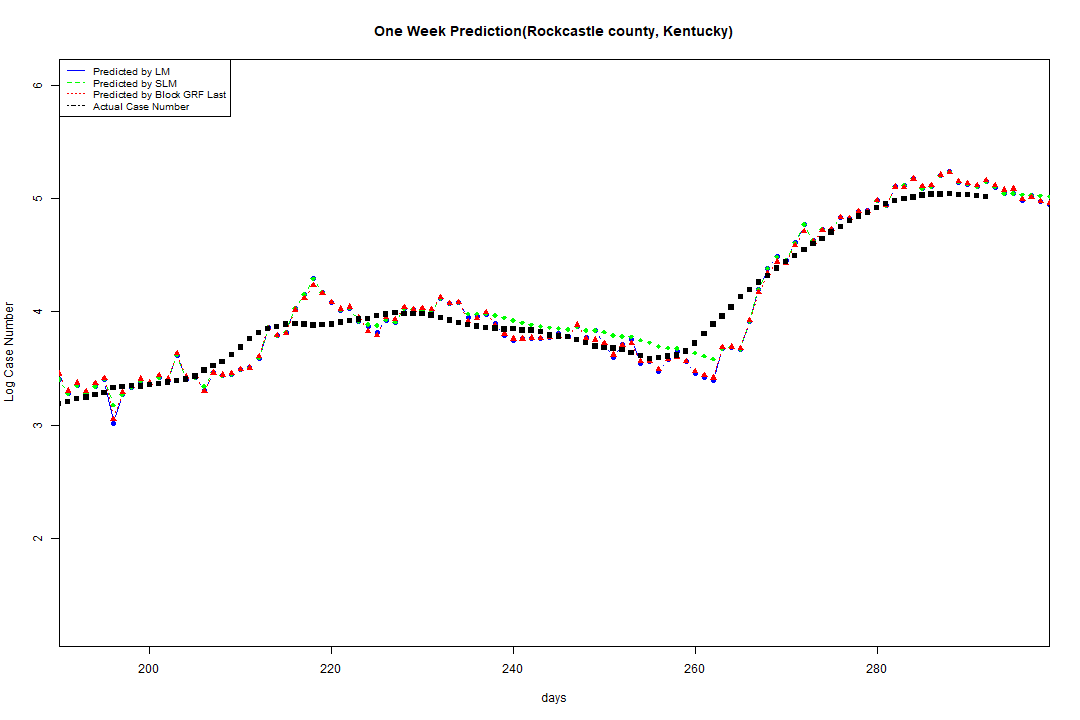 One Week Prediction(Rockcastle county, Kentucky)
Predicted by LM
Predicted by SLM
Predicted by Block GRF Last
Actual Case Number
6
5
4
3
2
Log Case Number
200 220 240 260 280
days